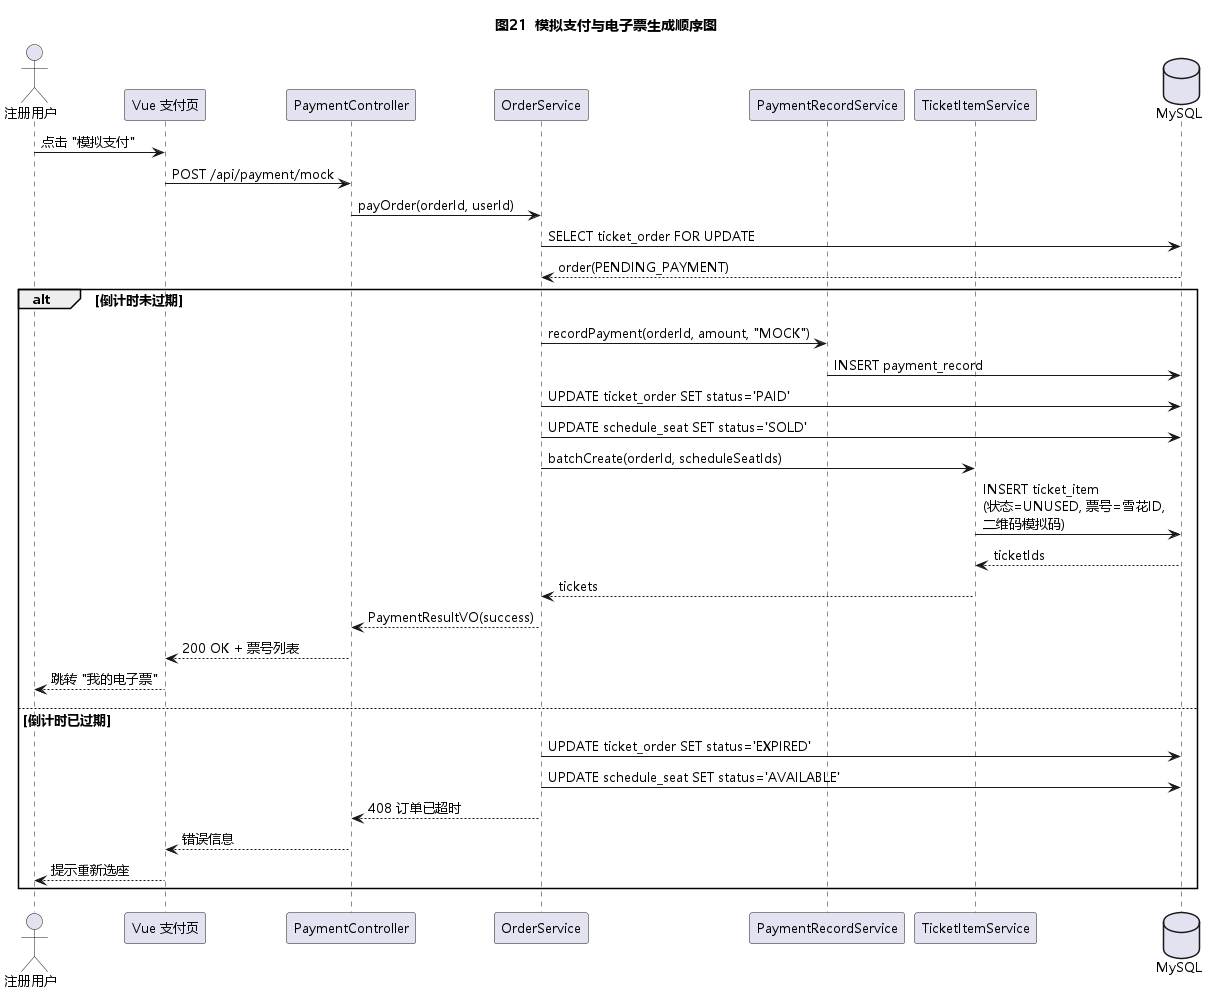 图21  模拟支付与电子票生成顺序图
注册用户
Vue 支付页
PaymentController
OrderService
PaymentRecordService
TicketItemService
MySQL
点击 "模拟支付"
POST /api/payment/mock
payOrder(orderId, userId)
SELECT ticket_order FOR UPDATE
order(PENDING_PAYMENT)
alt
[倒计时未过期]
recordPayment(orderId, amount, "MOCK")
INSERT payment_record
UPDATE ticket_order SET status='PAID'
UPDATE schedule_seat SET status='SOLD'
batchCreate(orderId, scheduleSeatIds)
INSERT ticket_item
(状态=UNUSED, 票号=雪花ID,
二维码模拟码)
ticketIds
tickets
PaymentResultVO(success)
200 OK + 票号列表
跳转 "我的电子票"
[倒计时已过期]
UPDATE ticket_order SET status='EXPIRED'
UPDATE schedule_seat SET status='AVAILABLE'
408 订单已超时
错误信息
提示重新选座
注册用户
Vue 支付页
PaymentController
OrderService
PaymentRecordService
TicketItemService
MySQL